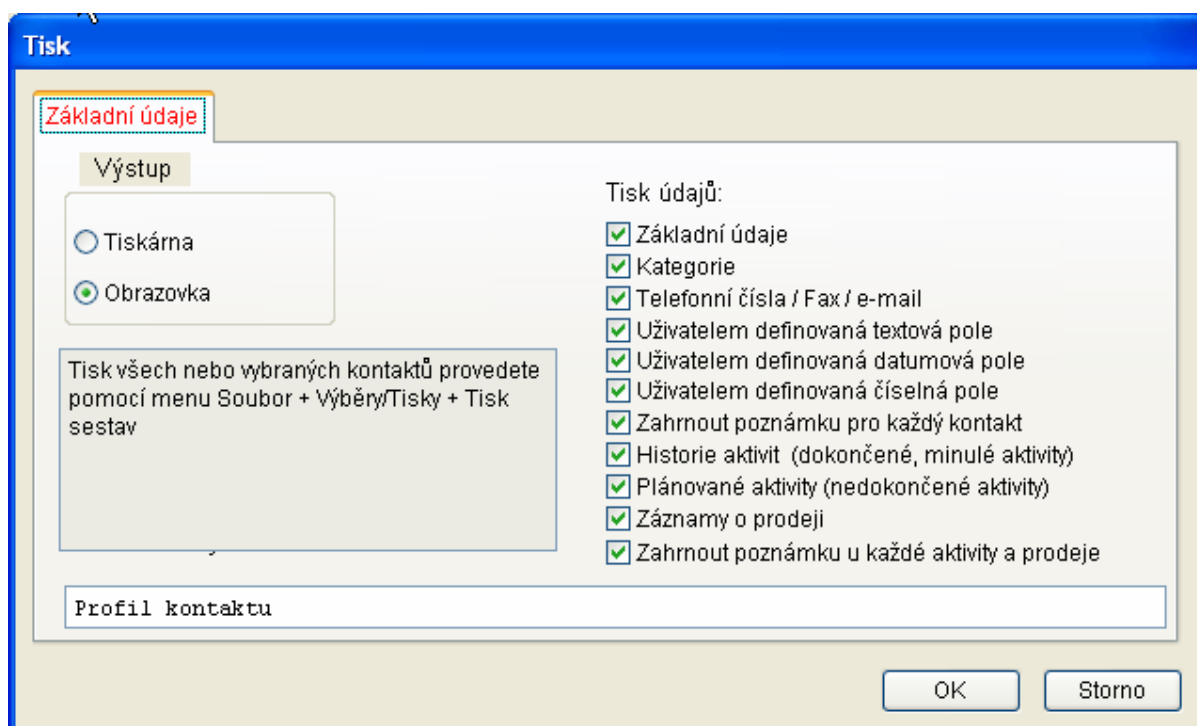 Tisk
Základní údaje
Výstup
Tiskárna
Obrazovka
Tisk všech nebo vybraných kontaktů provedete
pomocí menu Soubor + Výběry/Tisky + Tisk
sestav
Tisk údajů:
Základní údaje
Kategorie
Telefonní čísla / Fax / e-mail
Uživatelem definovaná textová pole
Uživatelem definovaná datumová pole
Uživatelem definovaná číselná pole
Zahrnout poznámku pro každý kontakt
Historie aktivit (dokončené, minulé aktivity)
Plánované aktivity (nedokončené aktivity)
Záznamy o prodeji
Zahrnout poznámku u každé aktivity a prodeje
Profil kontaktu
OK
Storno